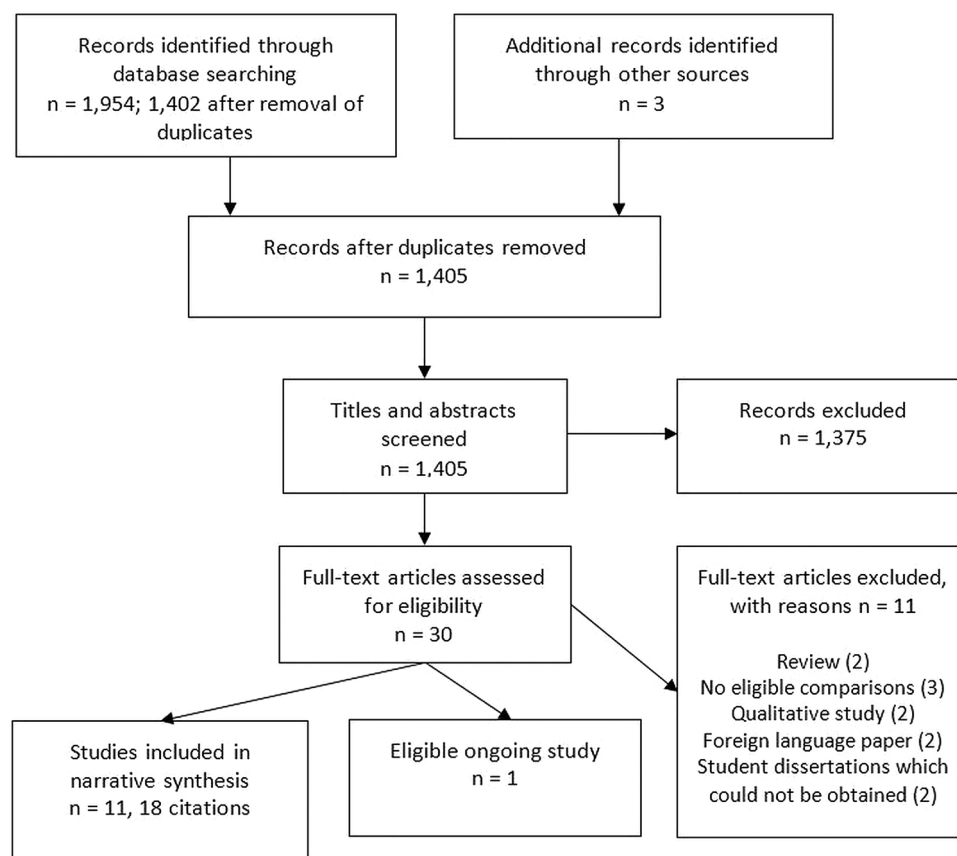 Records identified through
database searching
n = 1,954; 1,402 after removal of
duplicates
Additional records identified
through other sources
n = 3
Records after duplicates removed
n = 1,405
Titles and abstracts
screened
n = 1,405
Records excluded
n = 1,375
Full-text articles assessed
for eligibility
n = 30
Full-text articles excluded,
with reasons n = 11
Review (2)
No eligible comparisons (3)
Qualitative study (2)
Foreign language paper (2)
Student dissertations which
could not be obtained (2)
Studies included in
narrative synthesis
n = 11, 18 citations
Eligible ongoing study
n = 1